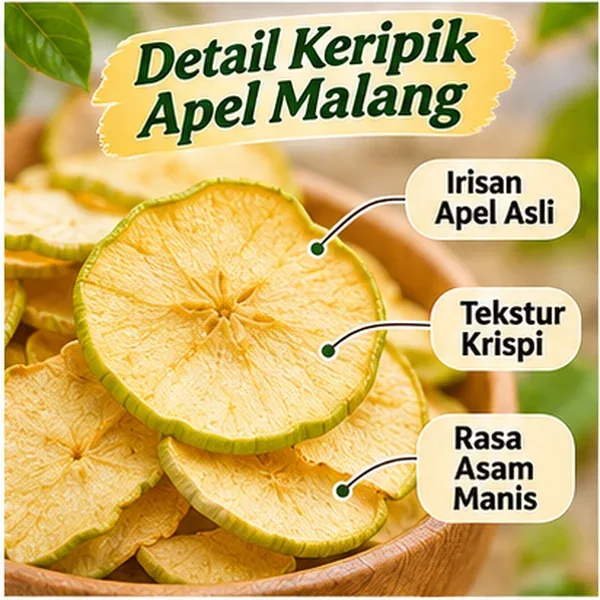 Detail Keripik
Apel Malang
Irisan
Apel Asli
Tekstur
Krispi
Rasa
Asam
Manis